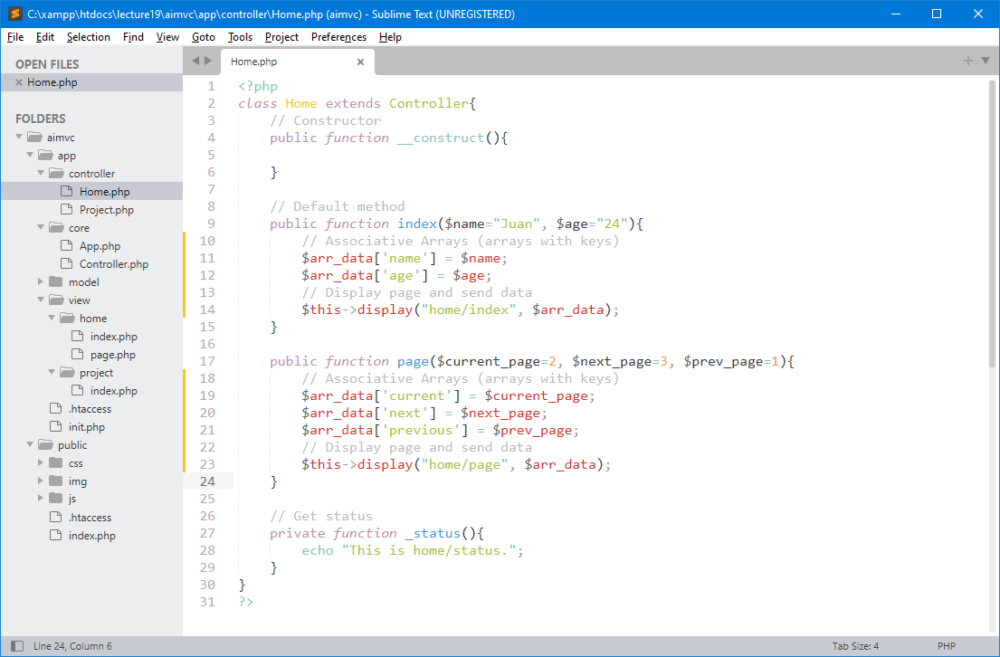 C:\xampp\htdocs\lecture19\aimvc\app\controller\Home.php (aimvc) - Sublime Text (UNREGISTERED)
File Edit Selection Find View Goto Tools Project Preferences Help
OPEN FILES
Home.php
FOLDERS
aimvc
app
controller
Home.php
Project.php
core
App.php
Controller.php
model
view
home
index.php
page.php
project
index.php
.htaccess
init.php
public
css
img
js
.htaccess
index.php
Home.php
1 <?php
2 class Home extends Controller{
3     // Constructor
4     public function __construct(){
5
6     }
7
8     // Default method
9     public function index($name="Juan", $age="24"){
10         // Associative Arrays (arrays with keys)
11         $arr_data['name'] = $name;
12         $arr_data['age'] = $age;
13         // Display page and send data
14         $this->display("home/index", $arr_data);
15     }
16
17     public function page($current_page=2, $next_page=3, $prev_page=1){
18         // Associative Arrays (arrays with keys)
19         $arr_data['current'] = $current_page;
20         $arr_data['next'] = $next_page;
21         $arr_data['previous'] = $prev_page;
22         // Display page and send data
23         $this->display("home/page", $arr_data);
24     }
25
26     // Get status
27     private function _status(){
28         echo "This is home/status.";
29     }
30 }
31 ?>
Line 24, Column 6
Tab Size: 4
PHP